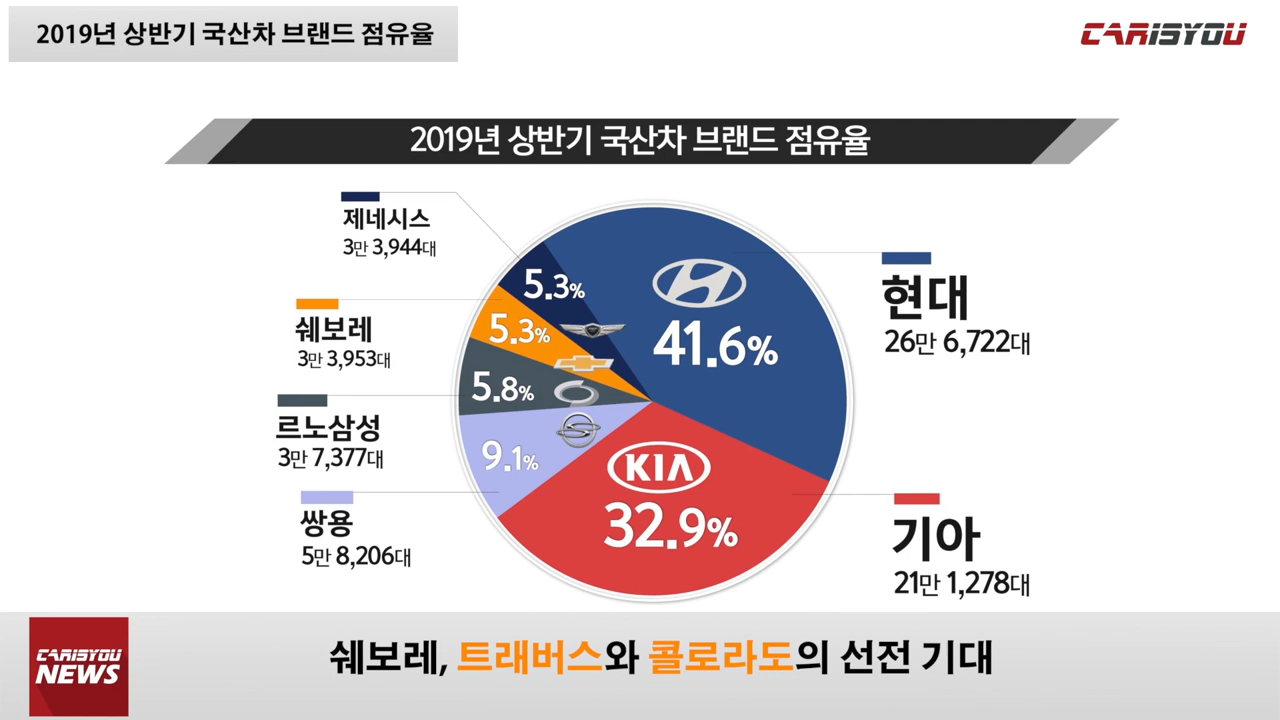 2019년 상반기 국산차 브랜드 점유율
CARISYOU
2019년 상반기 국산차 브랜드 점유율
제네시스
3만 3,944대
5.3%
쉐보레
3만 3,953대
5.3%
르노삼성
3만 7,377대
5.8%
쌍용
5만 8,206대
9.1%
41.6%
현대
26만 6,722대
KIA
32.9%
기아
21만 1,278대
CARISYOU
NEWS
쉐보레, 트래버스와 콜로라도의 선전 기대